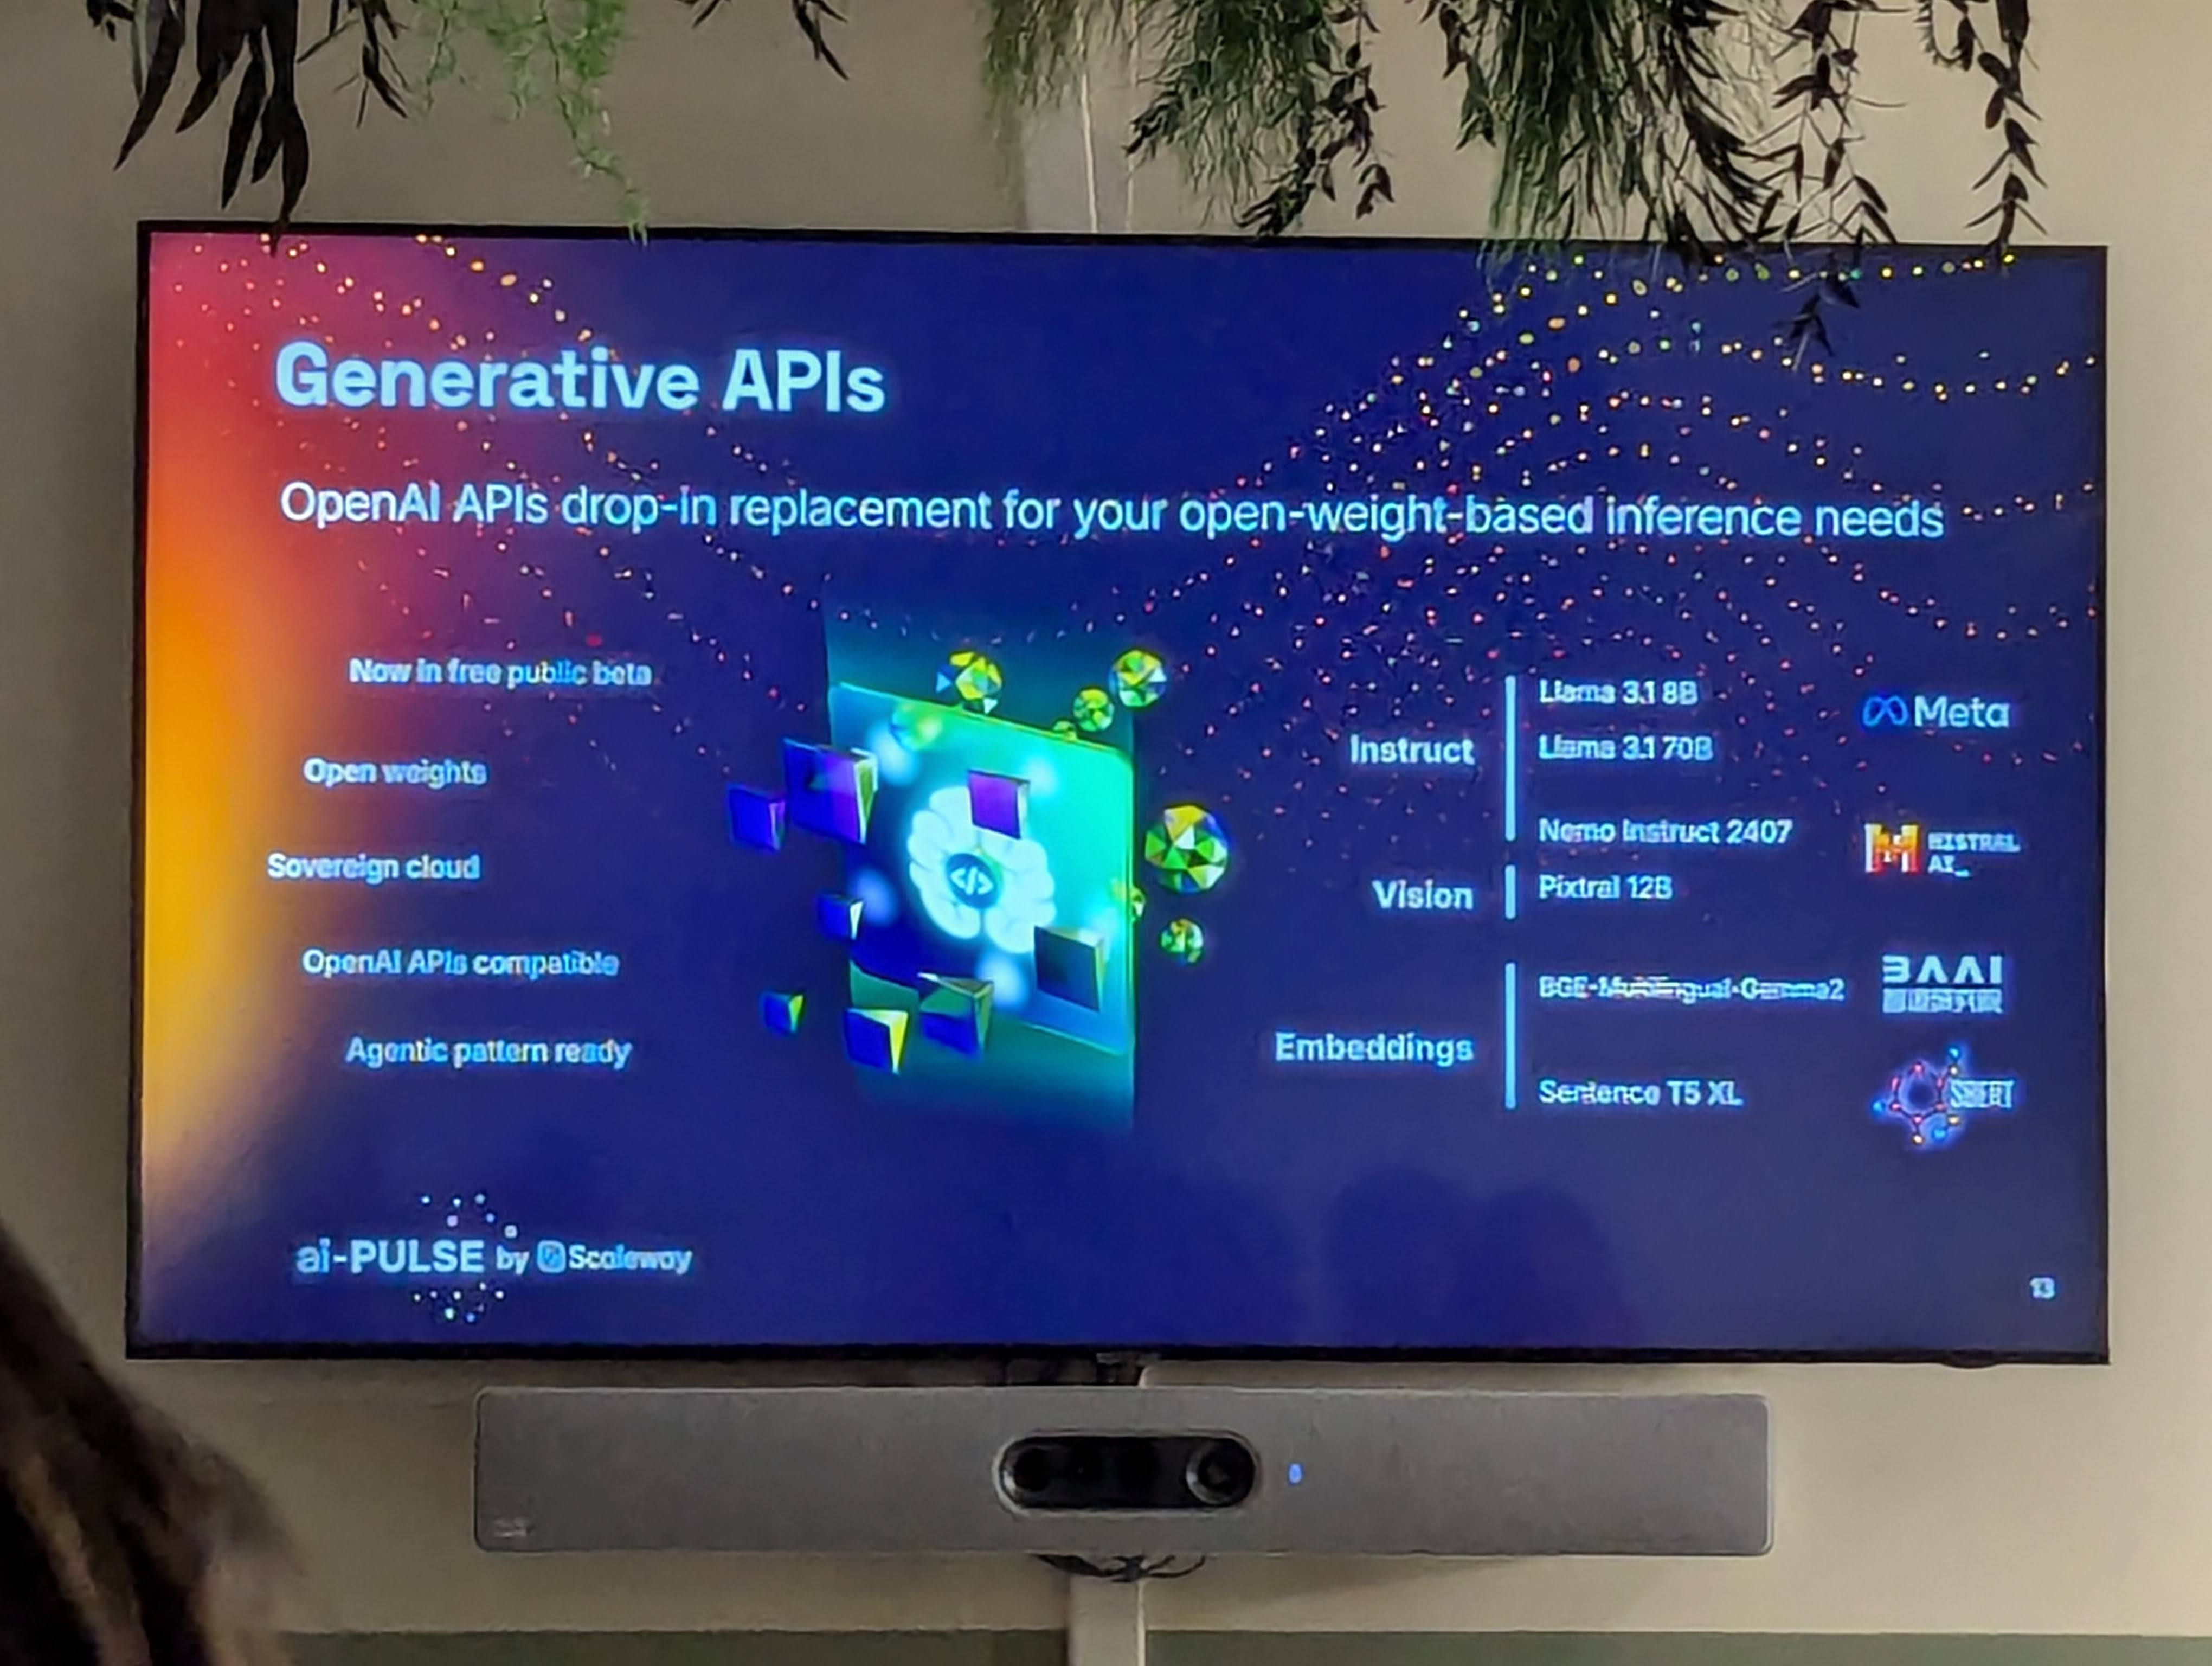 Generative APIs
OpenAI APIs drop-in replacement for your open-weight-based inference needs
Now in free public beta
Open weights
Sovereign cloud
OpenAI APIs compatible
Agentic pattern ready
Instruct
Llama 3.1 8B
Llama 3.1 70B
Nemo Instruct 2407
Vision
Pixtral 12B
Embeddings
BGE-Multilingual-Gemma2
Sentence T5 XL
Meta
MISTRAL
AI_
BAAI
ai-PULSE by Scaleway
13